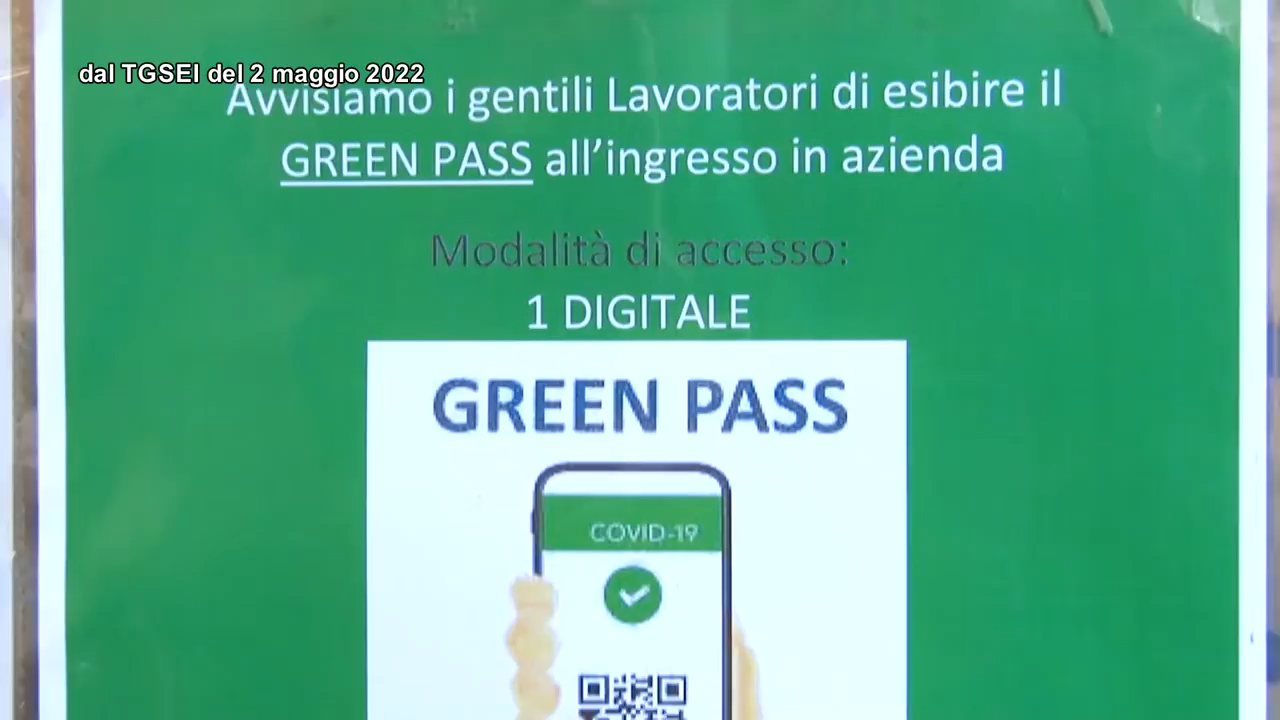 dal TGSEI del 2 maggio 2022
Avvisiamo i gentili Lavoratori di esibire il
GREEN PASS all'ingresso in azienda
Modalità di accesso:
1 DIGITALE
GREEN PASS
COVID-19